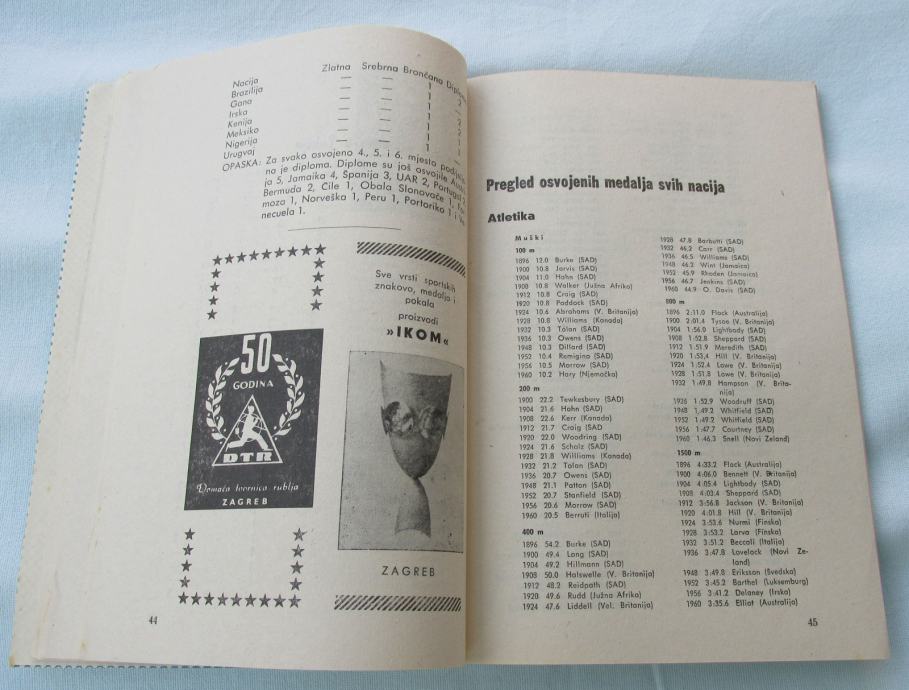 Zlatna Srebrna Brončana
Nacija — — 1
Brazilija — — 1 2
Gana — — 1 —
Irska — — 1 2
Kenija — — 1 2
Meksiko — — 1 1
Nigerija — — 1
Urugvaj
OPASKA: Za svako osvojeno 4., 5. i 6. mjesto
na je diploma. Diplome su još osvojile
ja 5, Jamaika 4, Španija 3, UAR 2,
Bermuda 2, Čile 1, Obala Slonovače 1,
moza 1, Norveška 1, Peru 1, Portoriko 1 i
necuela 1.
50
GODINA
DTR
Domaća tvornica rublja
ZAGREB
Sve vrsti sportskih
znakova, medalja i
pokala
proizvodi
»IKOM«
ZAGREB
44
Pregled osvojenih medalja svih nacija
Atletika
Muški
100 m
1896 12.0 Burke (SAD)
1900 10.8 Jarvis (SAD)
1904 11.0 Hahn (SAD)
1900 10.8 Walker (Južna Afrika)
1912 10.8 Craig (SAD)
1920 10.8 Paddock (SAD)
1924 10.6 Abrahams (V. Britanija)
1928 10.8 Williams (Kanada)
1932 10.3 Tolan (SAD)
1936 10.3 Owens (SAD)
1948 10.3 Dillard (SAD)
1952 10.4 Remigino (SAD)
1956 10.5 Morrow (SAD)
1960 10.2 Hary (Njemačka)
200 m
1900 22.2 Tewkesbury (SAD)
1904 21.6 Hahn (SAD)
1908 22.6 Kerr (Kanada)
1912 21.7 Craig (SAD)
1920 22.0 Woodring (SAD)
1924 21.6 Scholz (SAD)
1928 21.8 Williams (Kanada)
1932 21.2 Tolan (SAD)
1936 20.7 Owens (SAD)
1948 21.1 Patton (SAD)
1952 20.7 Stanfield (SAD)
1956 20.6 Morrow (SAD)
1960 20.5 Berruti (Italija)
400 m
1896 54.2 Burke (SAD)
1900 49.4 Long (SAD)
1904 49.2 Hillmann (SAD)
1908 50.0 Halswelle (V. Britanija)
1912 48.2 Reidpath (SAD)
1920 49.6 Rudd (Južna Afrika)
1924 47.6 Liddell (Vel. Britanija)
1928 47.8 Barbutti (SAD)
1932 46.2 Carr (SAD)
1936 46.5 Williams (SAD)
1948 46.2 Wint (Jamaica)
1952 45.9 Rhoden (Jamaica)
1956 46.7 Jenkins (SAD)
1960 44.9 O. Davis (SAD)
800 m
1896 2:11.0 Flack (Australija)
1900 2:01.4 Tysoe (V. Britanija)
1904 1:56.0 Lightbody (SAD)
1908 1:52.8 Sheppard (SAD)
1912 1:51.9 Meredith (SAD)
1920 1:53,4 Hill (V. Britanija)
1924 1:52.4 Lowe (V. Britanija)
1928 1:51.8 Lowe (V. Britanija)
1932 1:49.8 Hampson (V. Brita-
nija)
1936 1:52.9 Woodruff (SAD)
1948 1.49.2 Whitfield (SAD)
1952 1:49.2 Whitfield (SAD)
1956 1:47.7 Courtney (SAD)
1960 1:46.3 Snell (Novi Zeland)
1500 m
1896 4:33.2 Flack (Australija)
1900 4:06.0 Bennett (V. Britanija)
1904 4:05.4 Lightbody (SAD)
1908 4:03.4 Sheppard (SAD)
1912 3:56.8 Jackson (V. Britanija)
1920 4:01.8 Hill (V. Britanija)
1924 3:53.6 Nurmi (Finska)
1928 3:53.2 Larva (Finska)
1932 3:51.2 Beccali (Italija)
1936 3:47.8 Lovelock (Novi Ze-
land)
1948 3:49.8 Eriksson (Švedska)
1952 3:45.2 Barthel (Luksemburg)
1956 3:41.2 Delaney (Irska)
1960 3:35.6 Elliot (Australija)
45